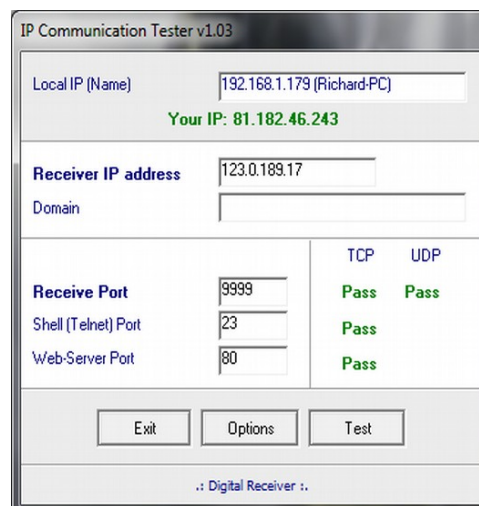 IP Communication Tester v1.03
Local IP (Name) 192.168.1.179 (Richard-PC)
Your IP: 81.182.46.243
Receiver IP address 123.0.189.17
Domain
TCP UDP
Receive Port 9999 Pass Pass
Shell (Telnet) Port 23 Pass
Web-Server Port 80 Pass
Exit Options Test
.: Digital Receiver :.